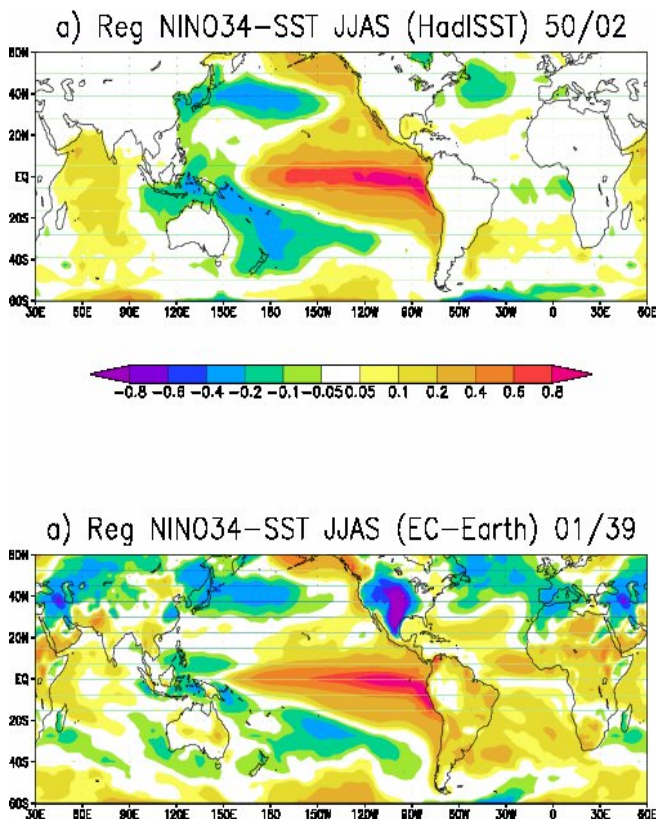 a) Reg NINO34-SST JJAS (HadISST) 50/02
60N
40N
20N
EQ
20S
40S
60S
30E 60E 90E 120E 150E 180 150W 120W 90W 60W 30W 0 30E 60E
-0.8 -0.6 -0.4 -0.2 -0.1 -0.05 0.05 0.1 0.2 0.4 0.6 0.8
a) Reg NINO34-SST JJAS (EC-Earth) 01/39
60N
40N
20N
EQ
20S
40S
60S
30E 60E 90E 120E 150E 180 150W 120W 90W 60W 30W 0 30E 60E